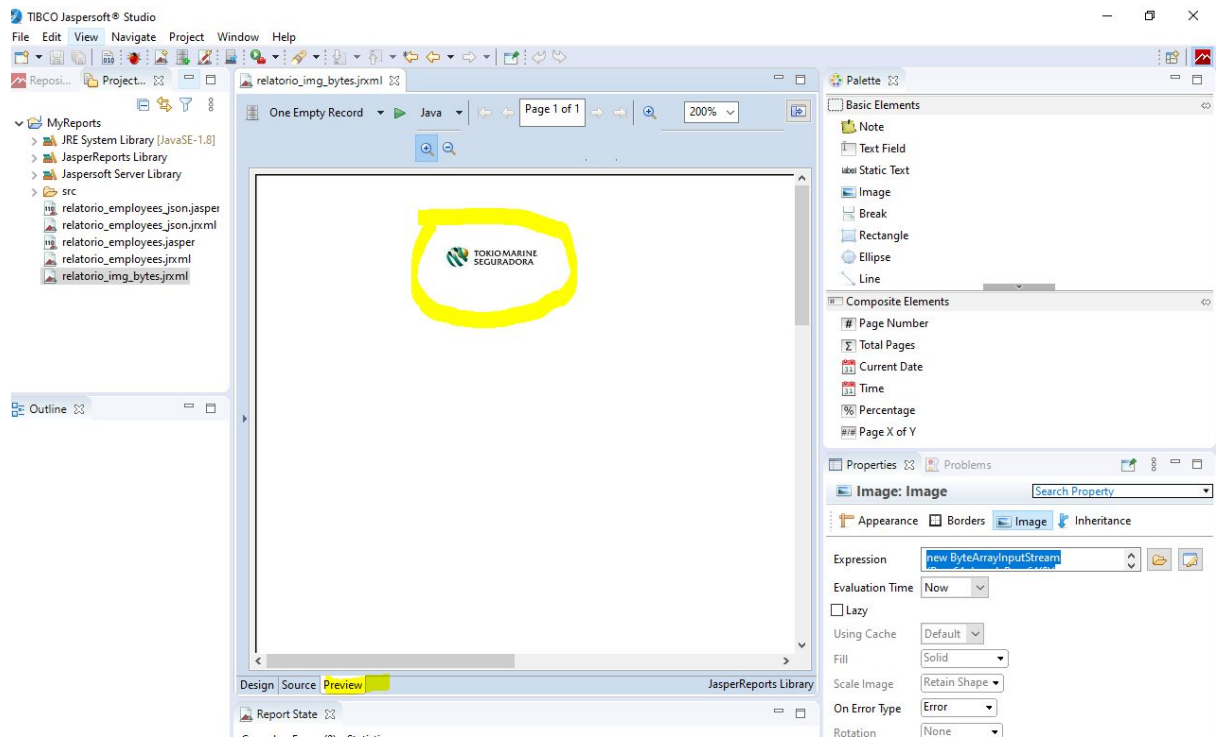 TIBCO Jaspersoft® Studio
File Edit View Navigate Project Window Help
Reposi... Project...
MyReports
JRE System Library [JavaSE-1.8]
JasperReports Library
Jaspersoft Server Library
src
relatorio_employees_json.jasper
relatorio_employees_json.jrxml
relatorio_employees.jasper
relatorio_employees.jrxml
relatorio_img_bytes.jrxml
Outline
relatorio_img_bytes.jrxml
One Empty Record Java Page 1 of 1 200%
TOKIO MARINE
SEGURADORA
Design Source Preview JasperReports Library
Report State
Palette
Basic Elements
Note
Text Field
label Static Text
Image
Break
Rectangle
Ellipse
Line
Composite Elements
# Page Number
Σ Total Pages
31 Current Date
31 Time
% Percentage
#/# Page X of Y
Properties Problems
Image: Image Search Property
Appearance Borders Image Inheritance
Expression new ByteArrayInputStream
Evaluation Time Now
Lazy
Using Cache Default
Fill Solid
Scale Image Retain Shape
On Error Type Error
Rotation None